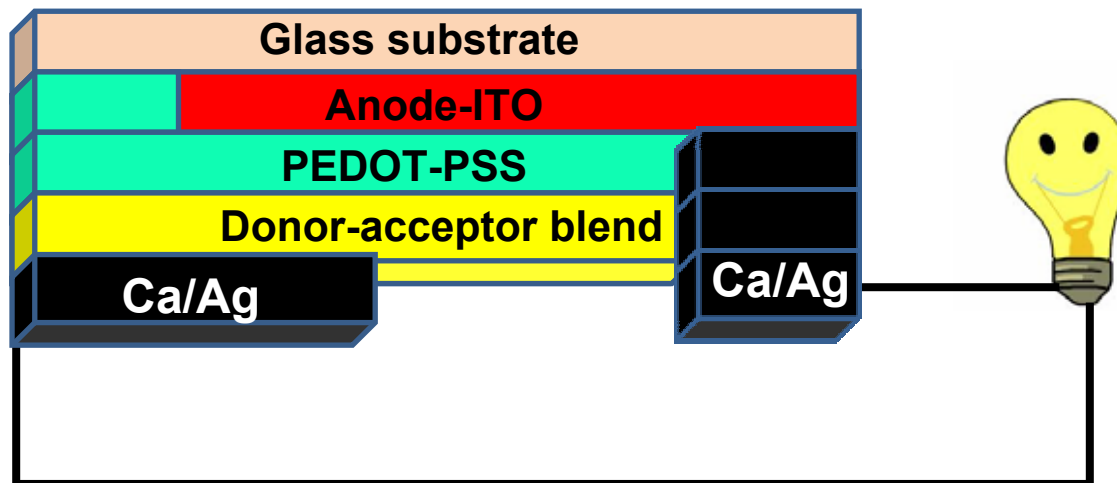 Glass substrate
Anode-ITO
PEDOT-PSS
Donor-acceptor blend
Ca/Ag
Ca/Ag